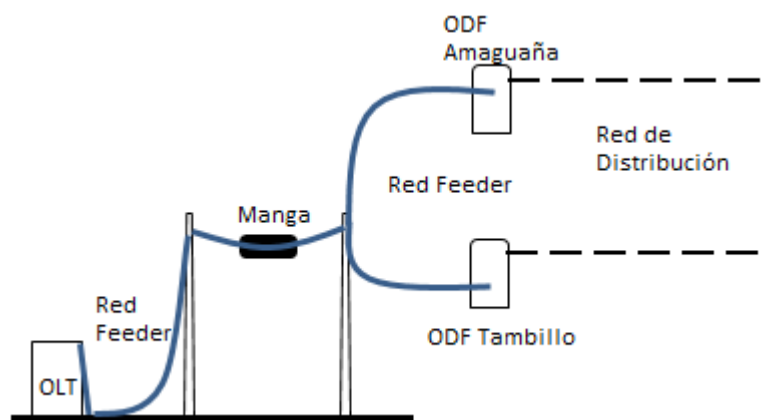 ODF
Amaguaña
Red de
Distribución
Red Feeder
Manga
Red
Feeder
ODF Tambillo
OLT